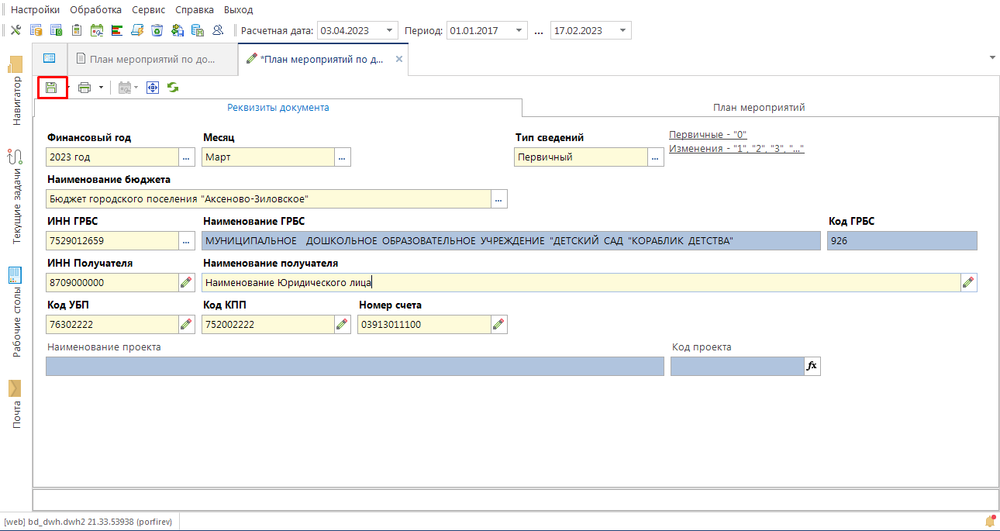 Настройки Обработка Сервис Справка Выход
Расчетная дата: 03.04.2023 Период: 01.01.2017 ... 17.02.2023
План мероприятий по до... *План мероприятий по д...
Навигатор
Текущие задачи
Рабочие столы
Почта
Реквизиты документа План мероприятий
Финансовый год Месяц Тип сведений Первичные - "0"
2023 год ... Март ... Первичный ... Изменения - "1", "2", "3", "..."
Наименование бюджета
Бюджет городского поселения "Аксеново-Зиловское" ...
ИНН ГРБС Наименование ГРБС Код ГРБС
7529012659 ... МУНИЦИПАЛЬНОЕ ДОШКОЛЬНОЕ ОБРАЗОВАТЕЛЬНОЕ УЧРЕЖДЕНИЕ "ДЕТСКИЙ САД "КОРАБЛИК ДЕТСТВА" 926
ИНН Получателя Наименование получателя
8709000000 Наименование Юридического лица
Код УБП Код КПП Номер счета
76302222 752002222 03913011100
Наименование проекта Код проекта
fx
[web] bd_dwh.dwh2 21.33.53938 (porfirev)